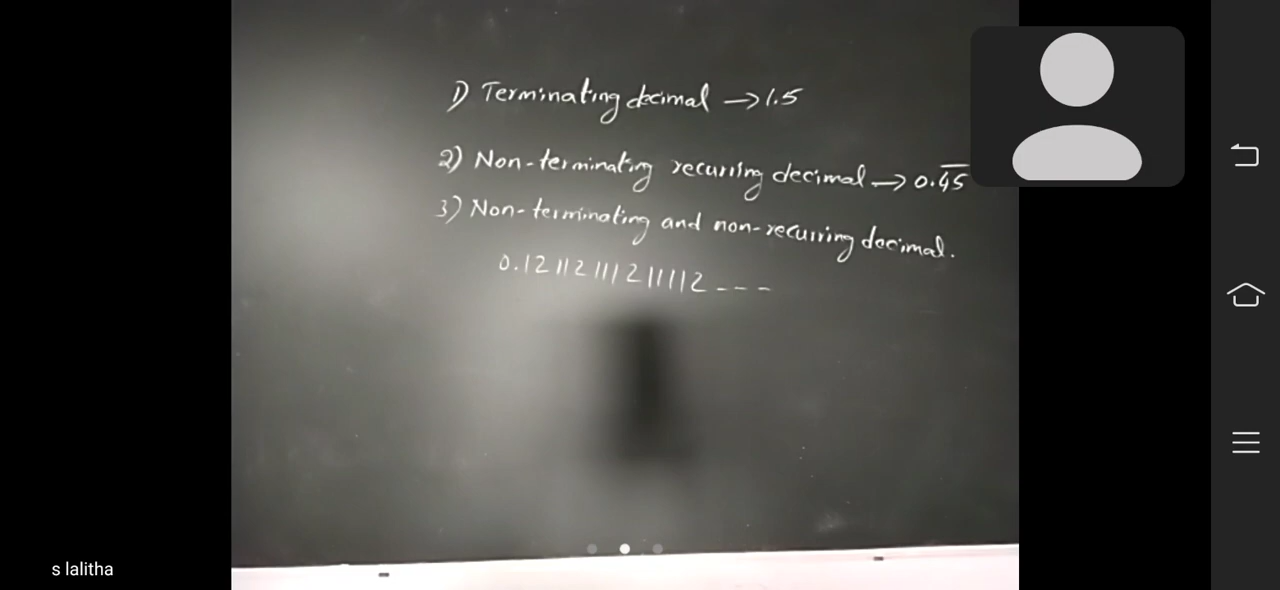 1) Terminating decimal → 1.5
2) Non-terminating recurring decimal → 0.4̅5̅
3) Non-terminating and non-recurring decimal.
0.12112111211112---
s lalitha